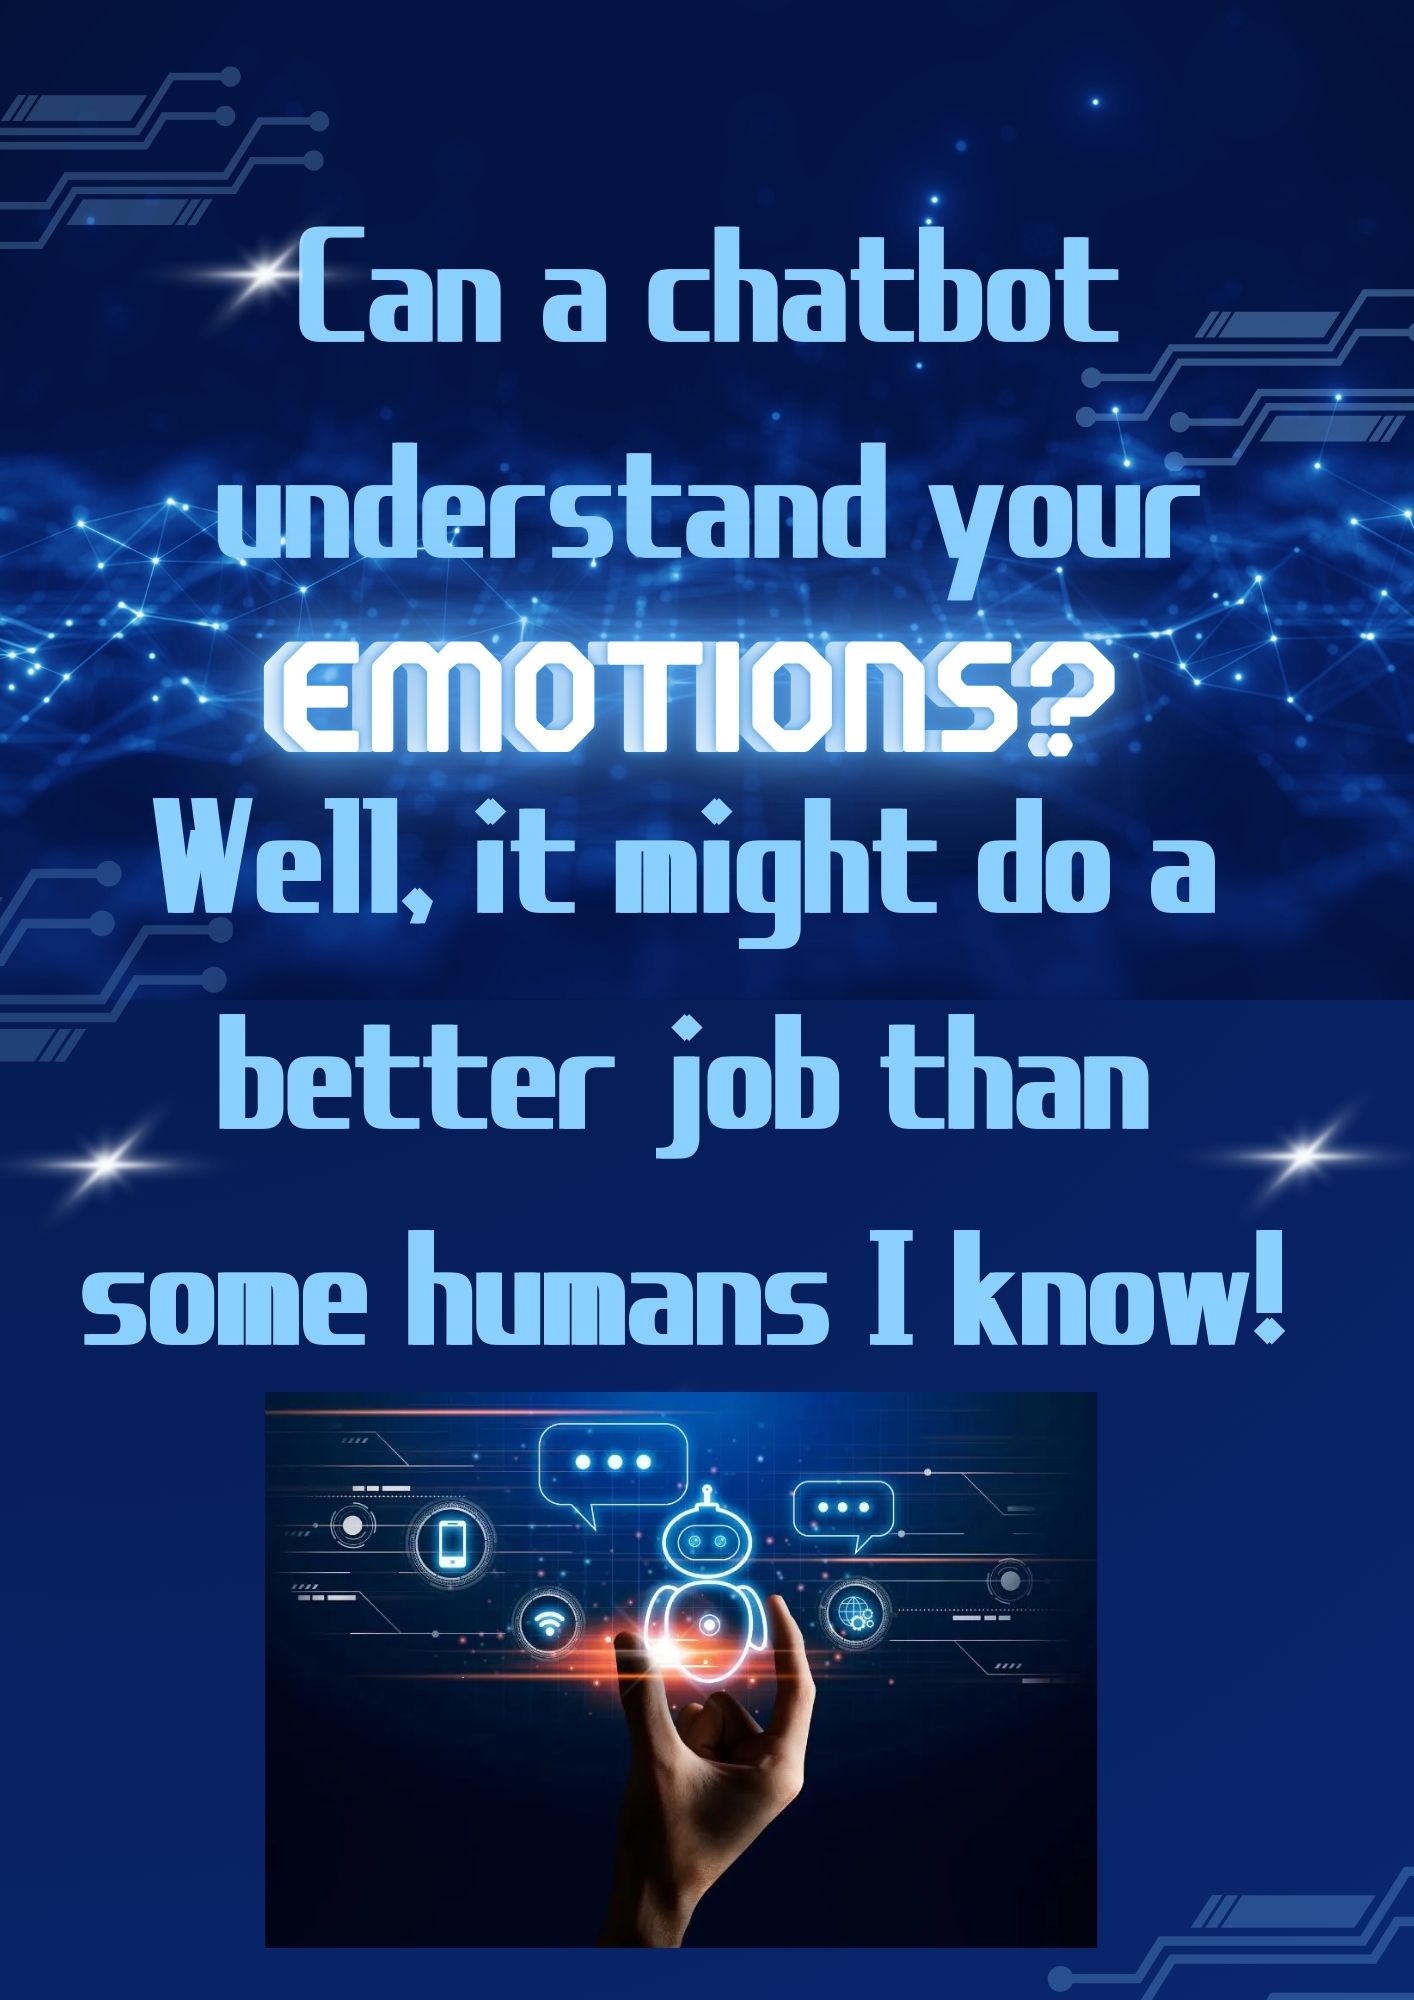 Can a chatbot
understand your
EMOTIONS?
Well, it might do a
better job than
some humans I know!